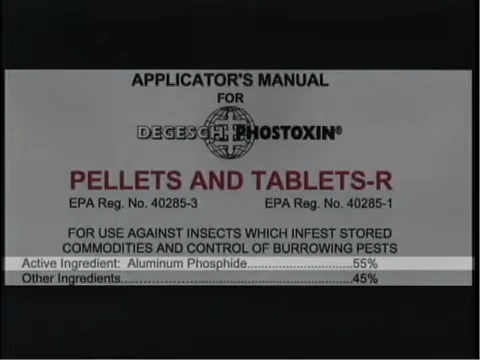 APPLICATOR'S MANUAL
FOR
DEGESCH PHOSTOXIN®
PELLETS AND TABLETS-R
EPA Reg. No. 40285-3 EPA Reg. No. 40285-1
FOR USE AGAINST INSECTS WHICH INFEST STORED
COMMODITIES AND CONTROL OF BURROWING PESTS
Active Ingredient: Aluminum Phosphide..............................55%
Other Ingredients.................................................................45%